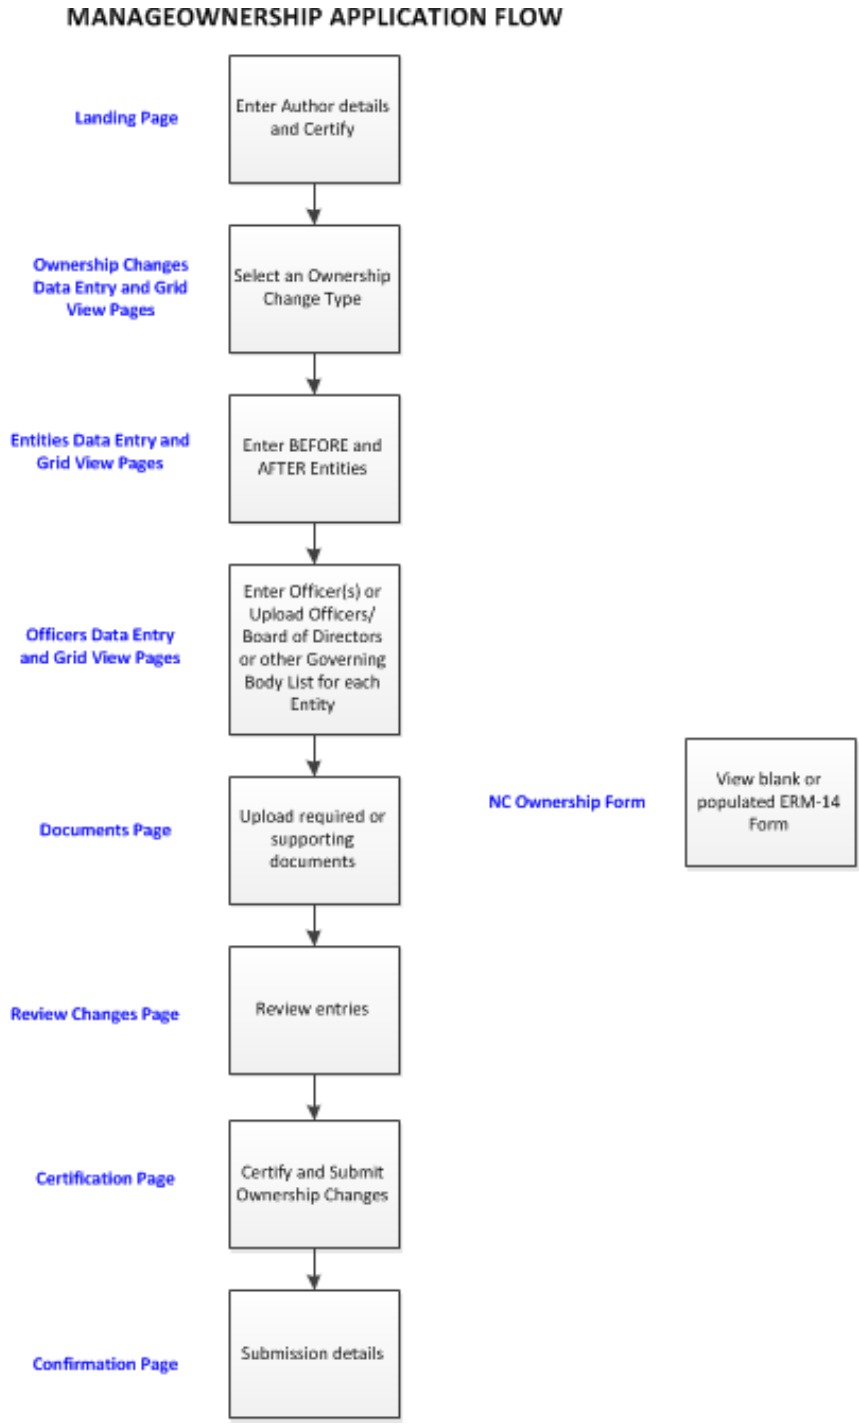 MANAGEOWNERSHIP APPLICATION FLOW
Landing Page
Enter Author details
and Certify
Ownership Changes
Data Entry and Grid
View Pages
Select an Ownership
Change Type
Entities Data Entry and
Grid View Pages
Enter BEFORE and
AFTER Entities
Officers Data Entry
and Grid View Pages
Enter Officer(s) or
Upload Officers/
Board of Directors
or other Governing
Body List for each
Entity
Documents Page
Upload required or
supporting
documents
NC Ownership Form
View blank or
populated ERM-14
Form
Review Changes Page
Review entries
Certification Page
Certify and Submit
Ownership Changes
Confirmation Page
Submission details